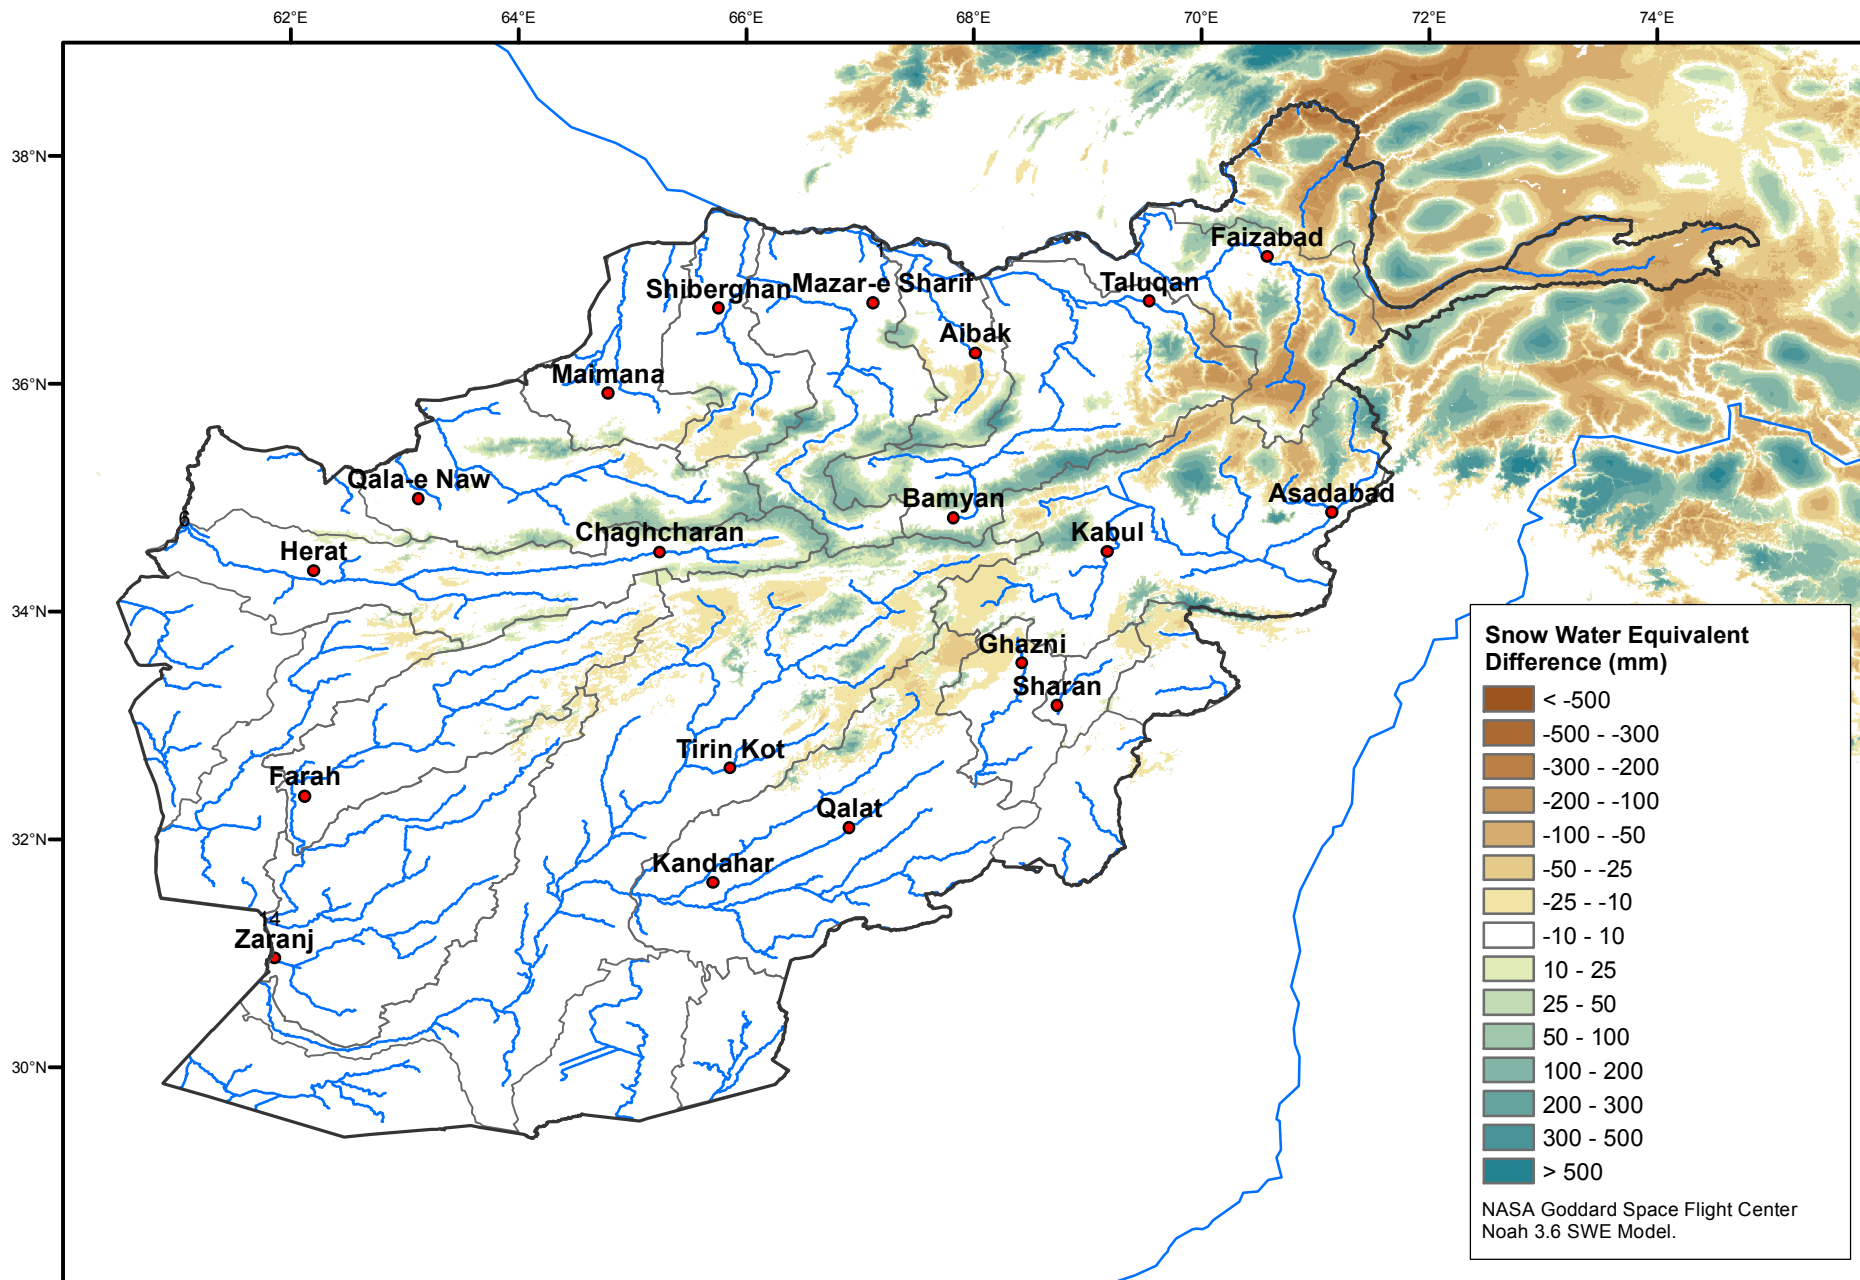 62°E
64°E
66°E
68°E
70°E
72°E
74°E
38°N
36°N
34°N
32°N
30°N
Faizabad
Shiberghan
Mazar-e Sharif
Taluqan
Aibak
Maimana
Qala-e Naw
Bamyan
Asadabad
6
Herat
Chaghcharan
Kabul
Ghazni
Sharan
Tirin Kot
Farah
Qalat
Kandahar
14
Zaranj
Snow Water Equivalent
Difference (mm)
< -500
-500 - -300
-300 - -200
-200 - -100
-100 - -50
-50 - -25
-25 - -10
-10 - 10
10 - 25
25 - 50
50 - 100
100 - 200
200 - 300
300 - 500
> 500
NASA Goddard Space Flight Center
Noah 3.6 SWE Model.